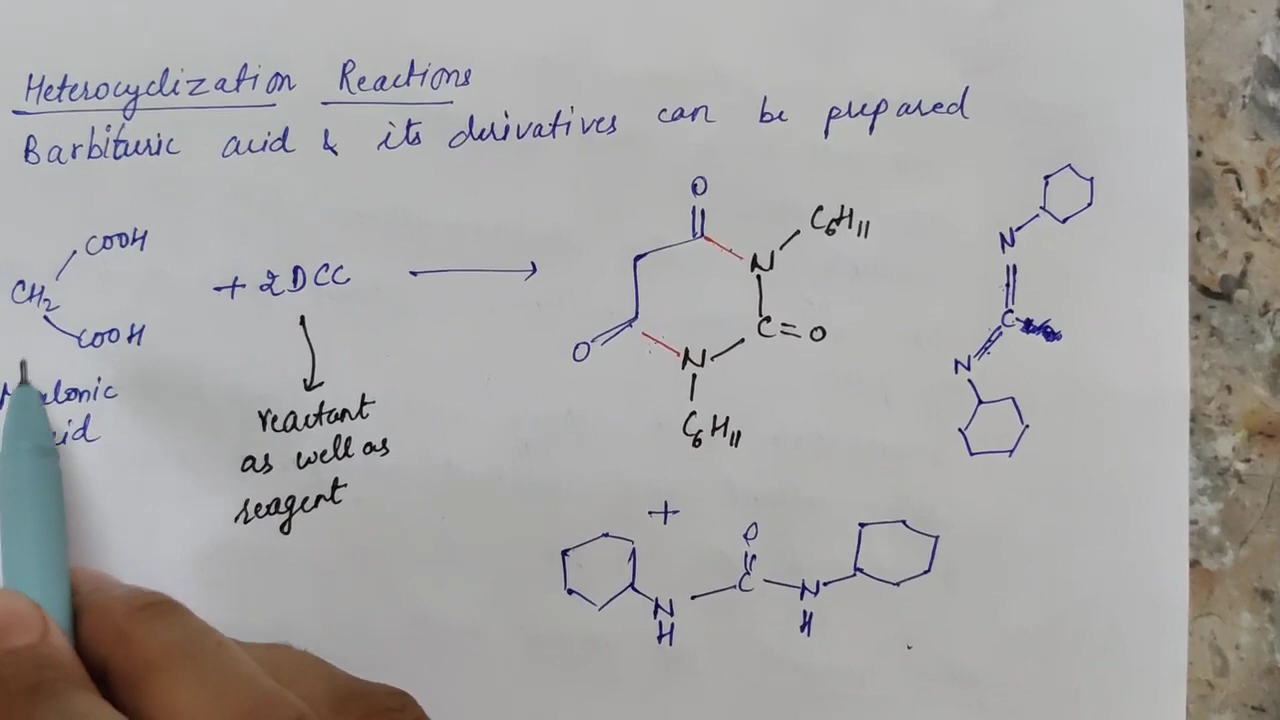 Heterocyclization Reactions
Barbituric acid & its derivatives can be prepared
COOH
CH2
COOH
+ 2DCC
reactant
as well as
reagent
O
C6H11
N
C=O
O
N
C6H11
N
C
N
+
O
C
N
H
N
H